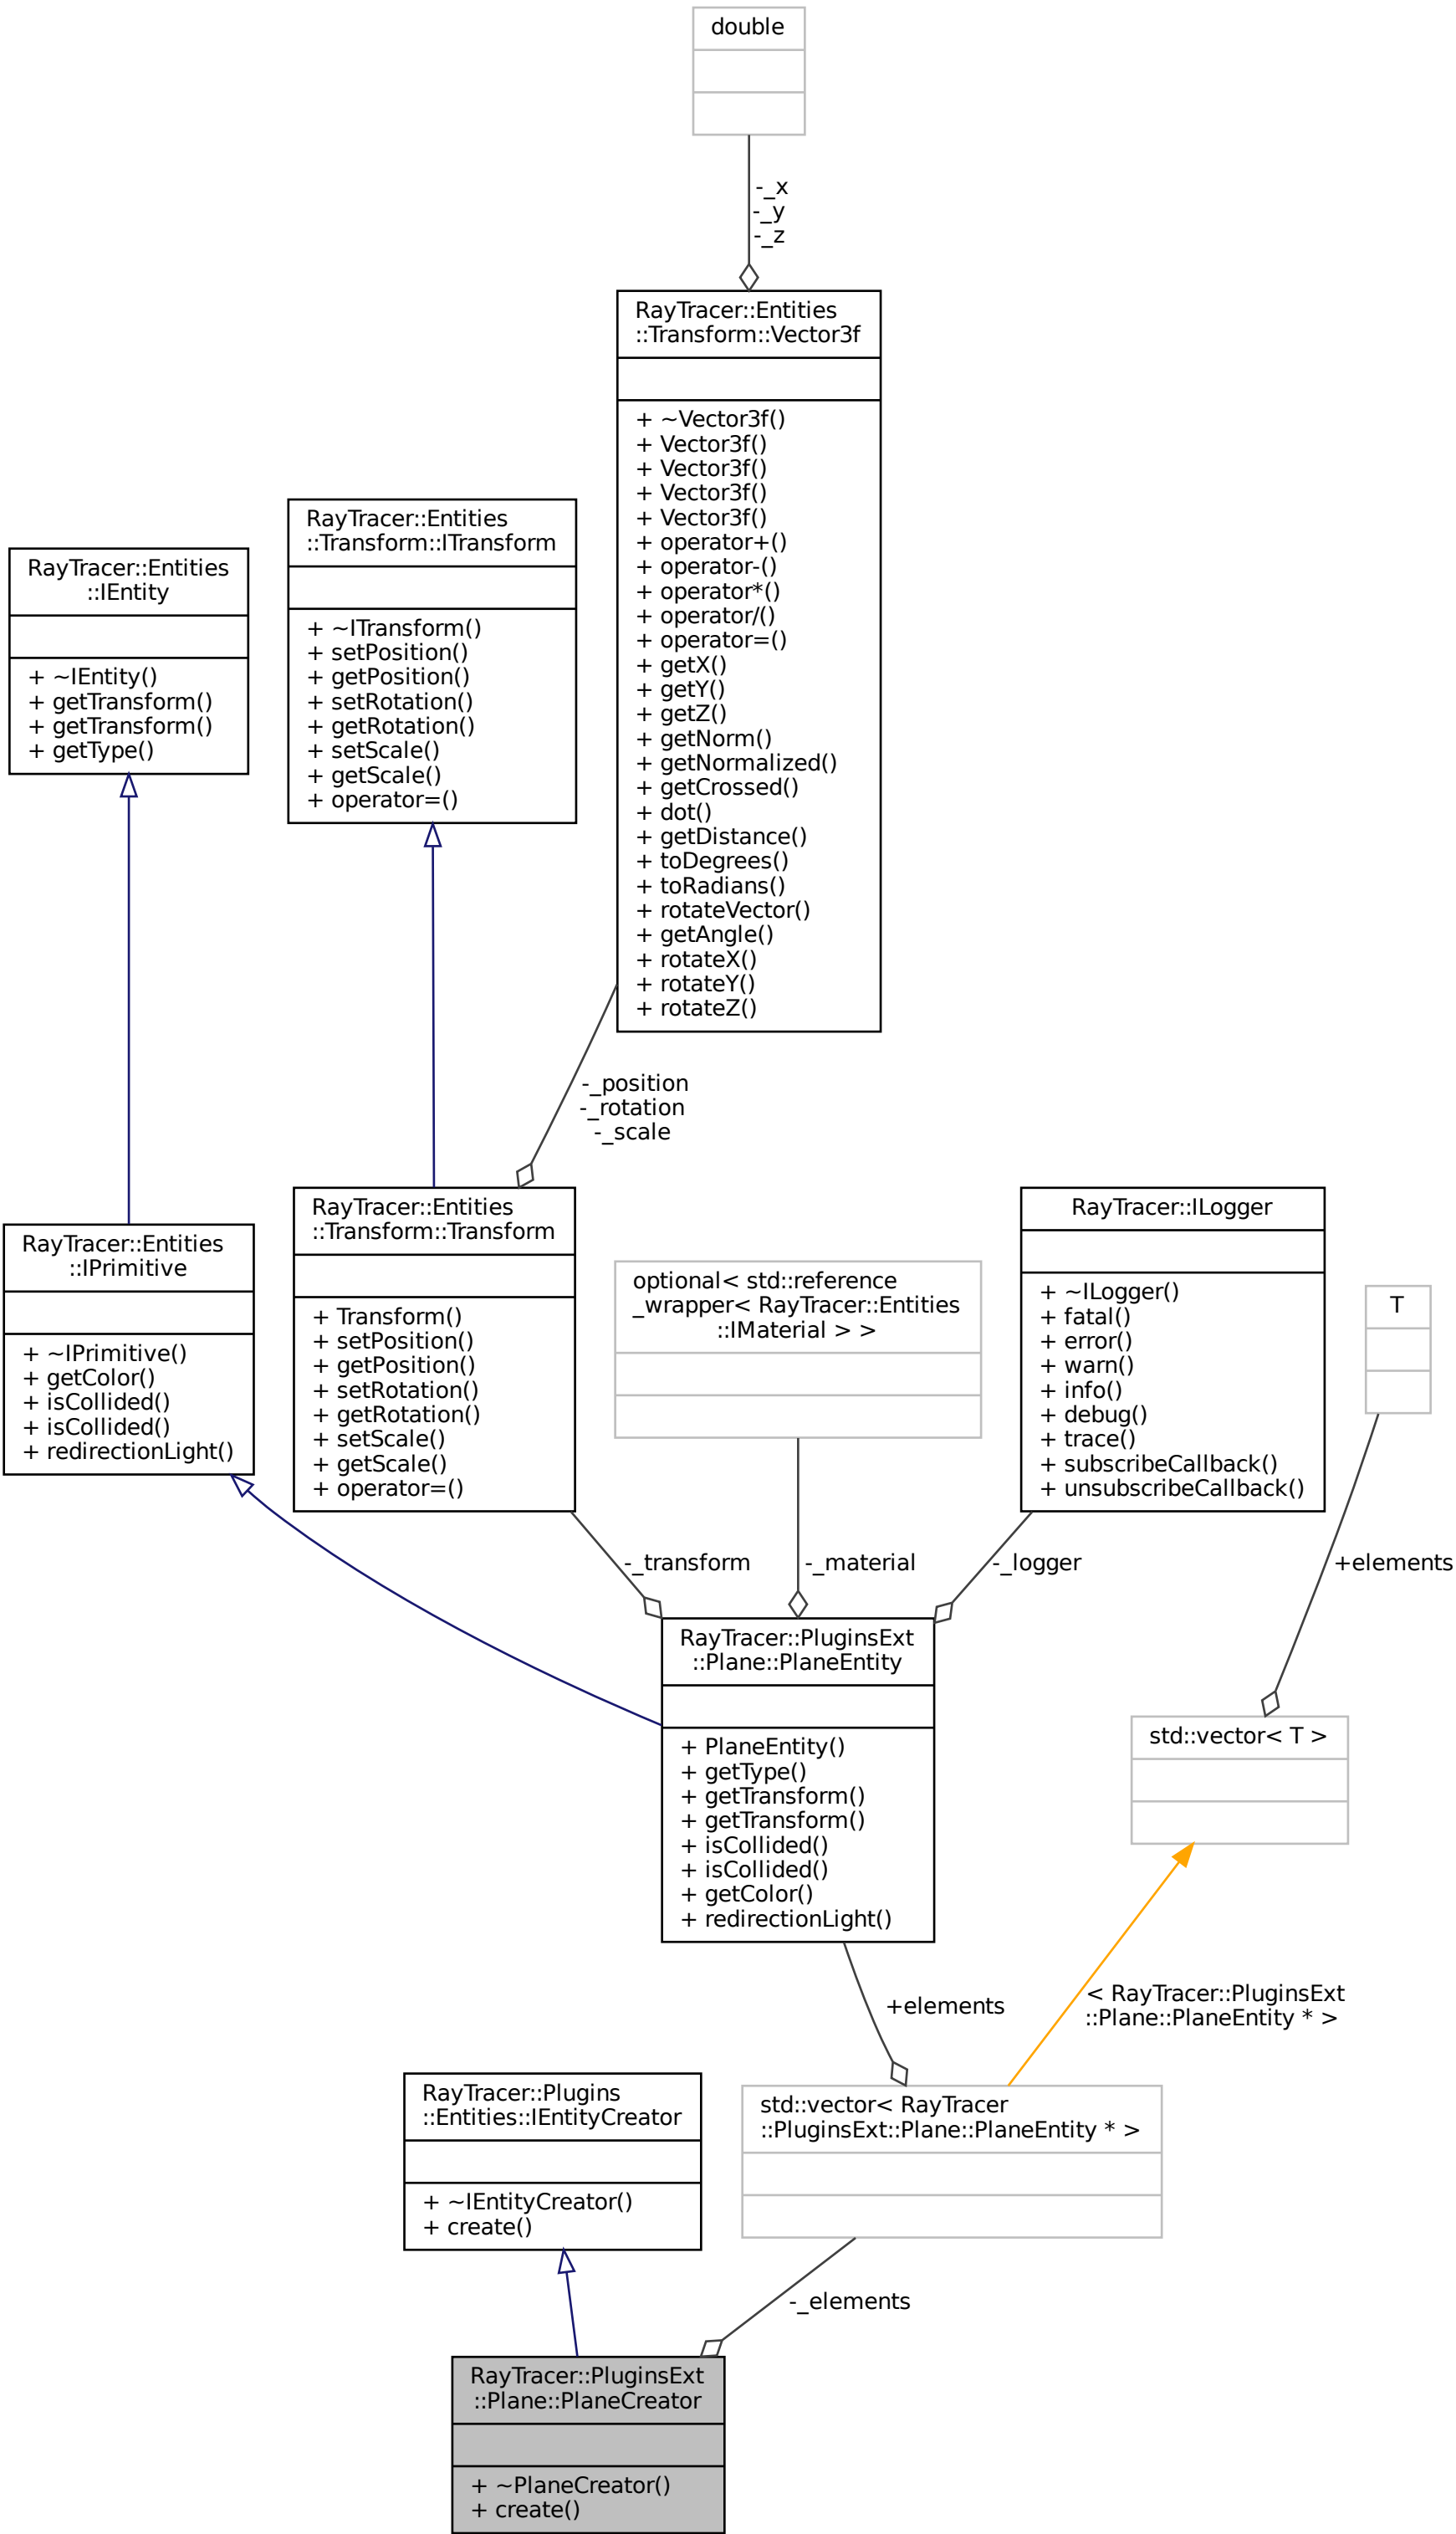 double
-_x
-_y
-_z
RayTracer::Entities
::Transform::Vector3f
+ ~Vector3f()
+ Vector3f()
+ Vector3f()
+ Vector3f()
+ Vector3f()
+ operator+()
+ operator-()
+ operator*()
+ operator/()
+ operator=()
+ getX()
+ getY()
+ getZ()
+ getNorm()
+ getNormalized()
+ getCrossed()
+ dot()
+ getDistance()
+ toDegrees()
+ toRadians()
+ rotateVector()
+ getAngle()
+ rotateX()
+ rotateY()
+ rotateZ()
RayTracer::Entities
::Transform::ITransform
+ ~ITransform()
+ setPosition()
+ getPosition()
+ setRotation()
+ getRotation()
+ setScale()
+ getScale()
+ operator=()
RayTracer::Entities
::IEntity
+ ~IEntity()
+ getTransform()
+ getTransform()
+ getType()
-_position
-_rotation
-_scale
RayTracer::Entities
::IPrimitive
+ ~IPrimitive()
+ getColor()
+ isCollided()
+ isCollided()
+ redirectionLight()
RayTracer::Entities
::Transform::Transform
+ Transform()
+ setPosition()
+ getPosition()
+ setRotation()
+ getRotation()
+ setScale()
+ getScale()
+ operator=()
optional< std::reference
_wrapper< RayTracer::Entities
::IMaterial > >
RayTracer::ILogger
+ ~ILogger()
+ fatal()
+ error()
+ warn()
+ info()
+ debug()
+ trace()
+ subscribeCallback()
+ unsubscribeCallback()
T
-_transform
-_material
-_logger
+elements
RayTracer::PluginsExt
::Plane::PlaneEntity
+ PlaneEntity()
+ getType()
+ getTransform()
+ getTransform()
+ isCollided()
+ isCollided()
+ getColor()
+ redirectionLight()
std::vector< T >
+elements
< RayTracer::PluginsExt
::Plane::PlaneEntity * >
RayTracer::Plugins
::Entities::IEntityCreator
+ ~IEntityCreator()
+ create()
std::vector< RayTracer
::PluginsExt::Plane::PlaneEntity * >
-_elements
RayTracer::PluginsExt
::Plane::PlaneCreator
+ ~PlaneCreator()
+ create()